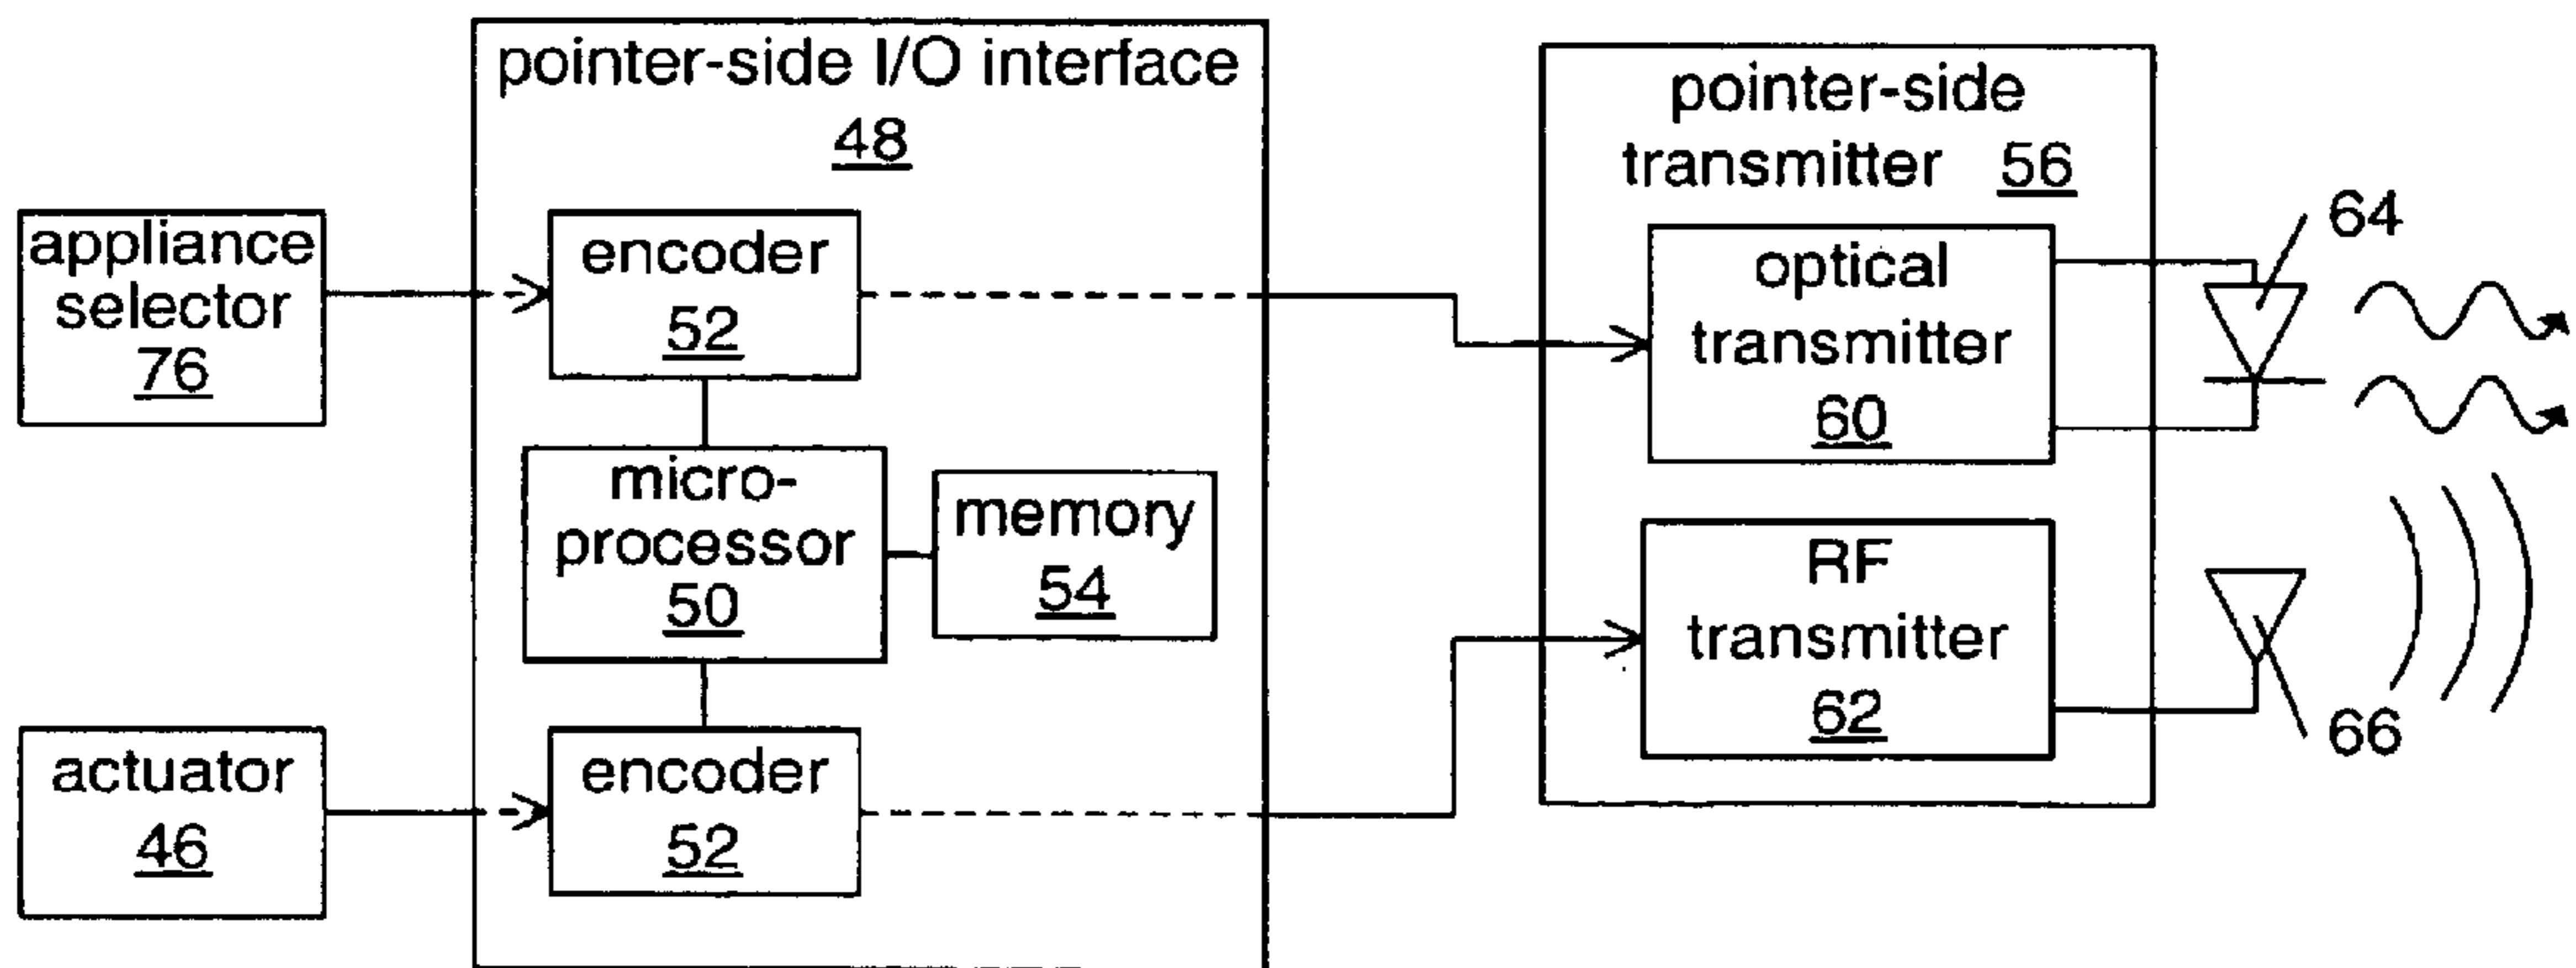 pointer-side I/O interface
48
appliance
selector
76
encoder
52
micro-
processor
50
memory
54
actuator
46
encoder
52
pointer-side
transmitter 56
optical
transmitter
60
64
RF
transmitter
62
66